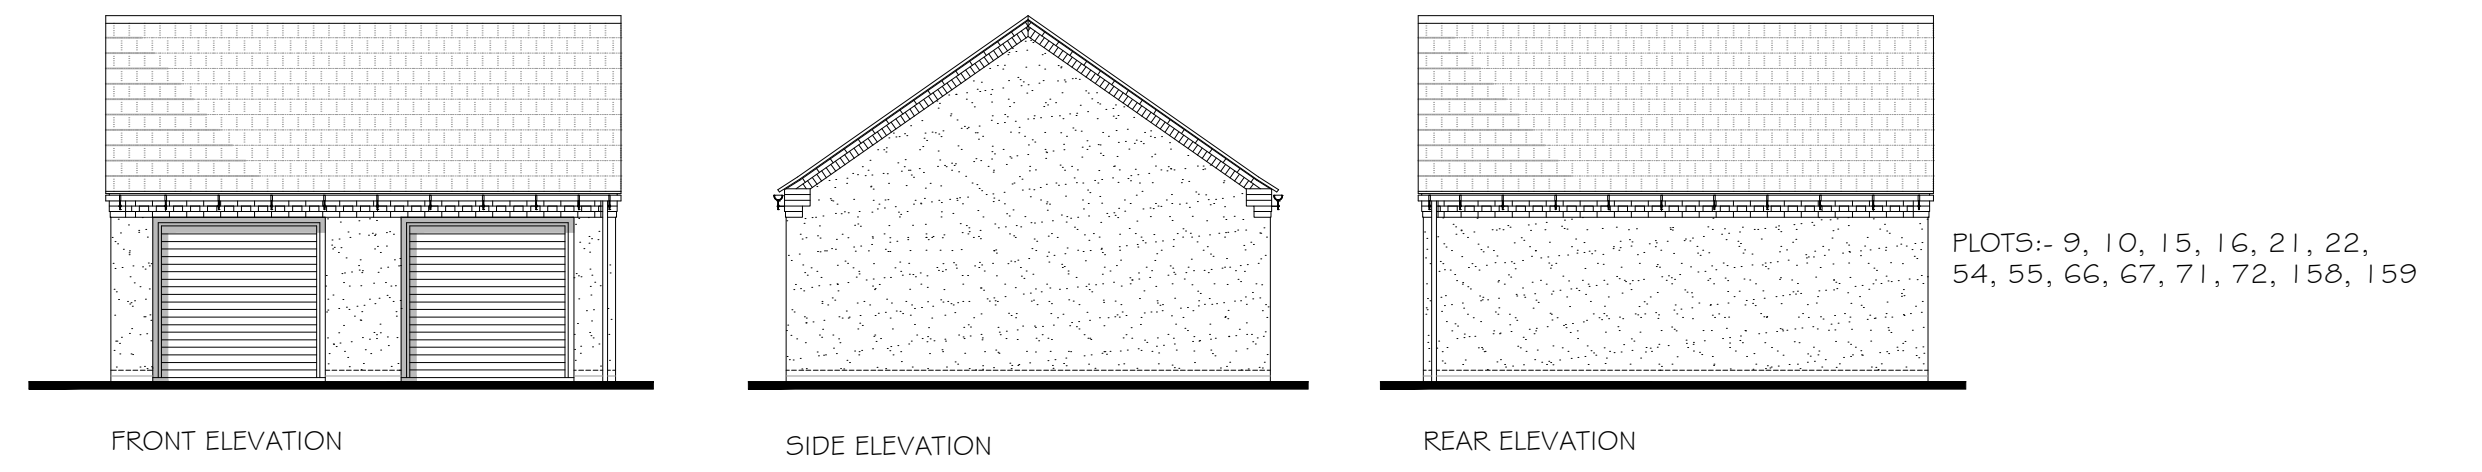 PLOTS:- 9, 10, 15, 16, 21, 22,
54, 55, 66, 67, 71, 72, 158, 159
FRONT ELEVATION
SIDE ELEVATION
REAR ELEVATION